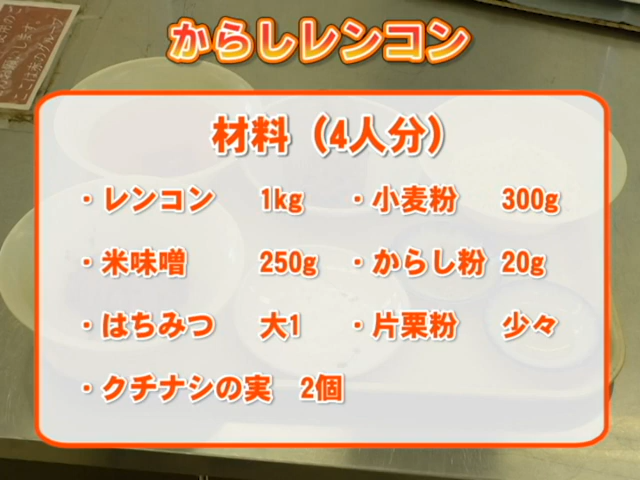 からしレンコン
材料（4人分）
・レンコン 1kg ・小麦粉 300g
・米味噌 250g ・からし粉 20g
・はちみつ 大1 ・片栗粉 少々
・クチナシの実 2個